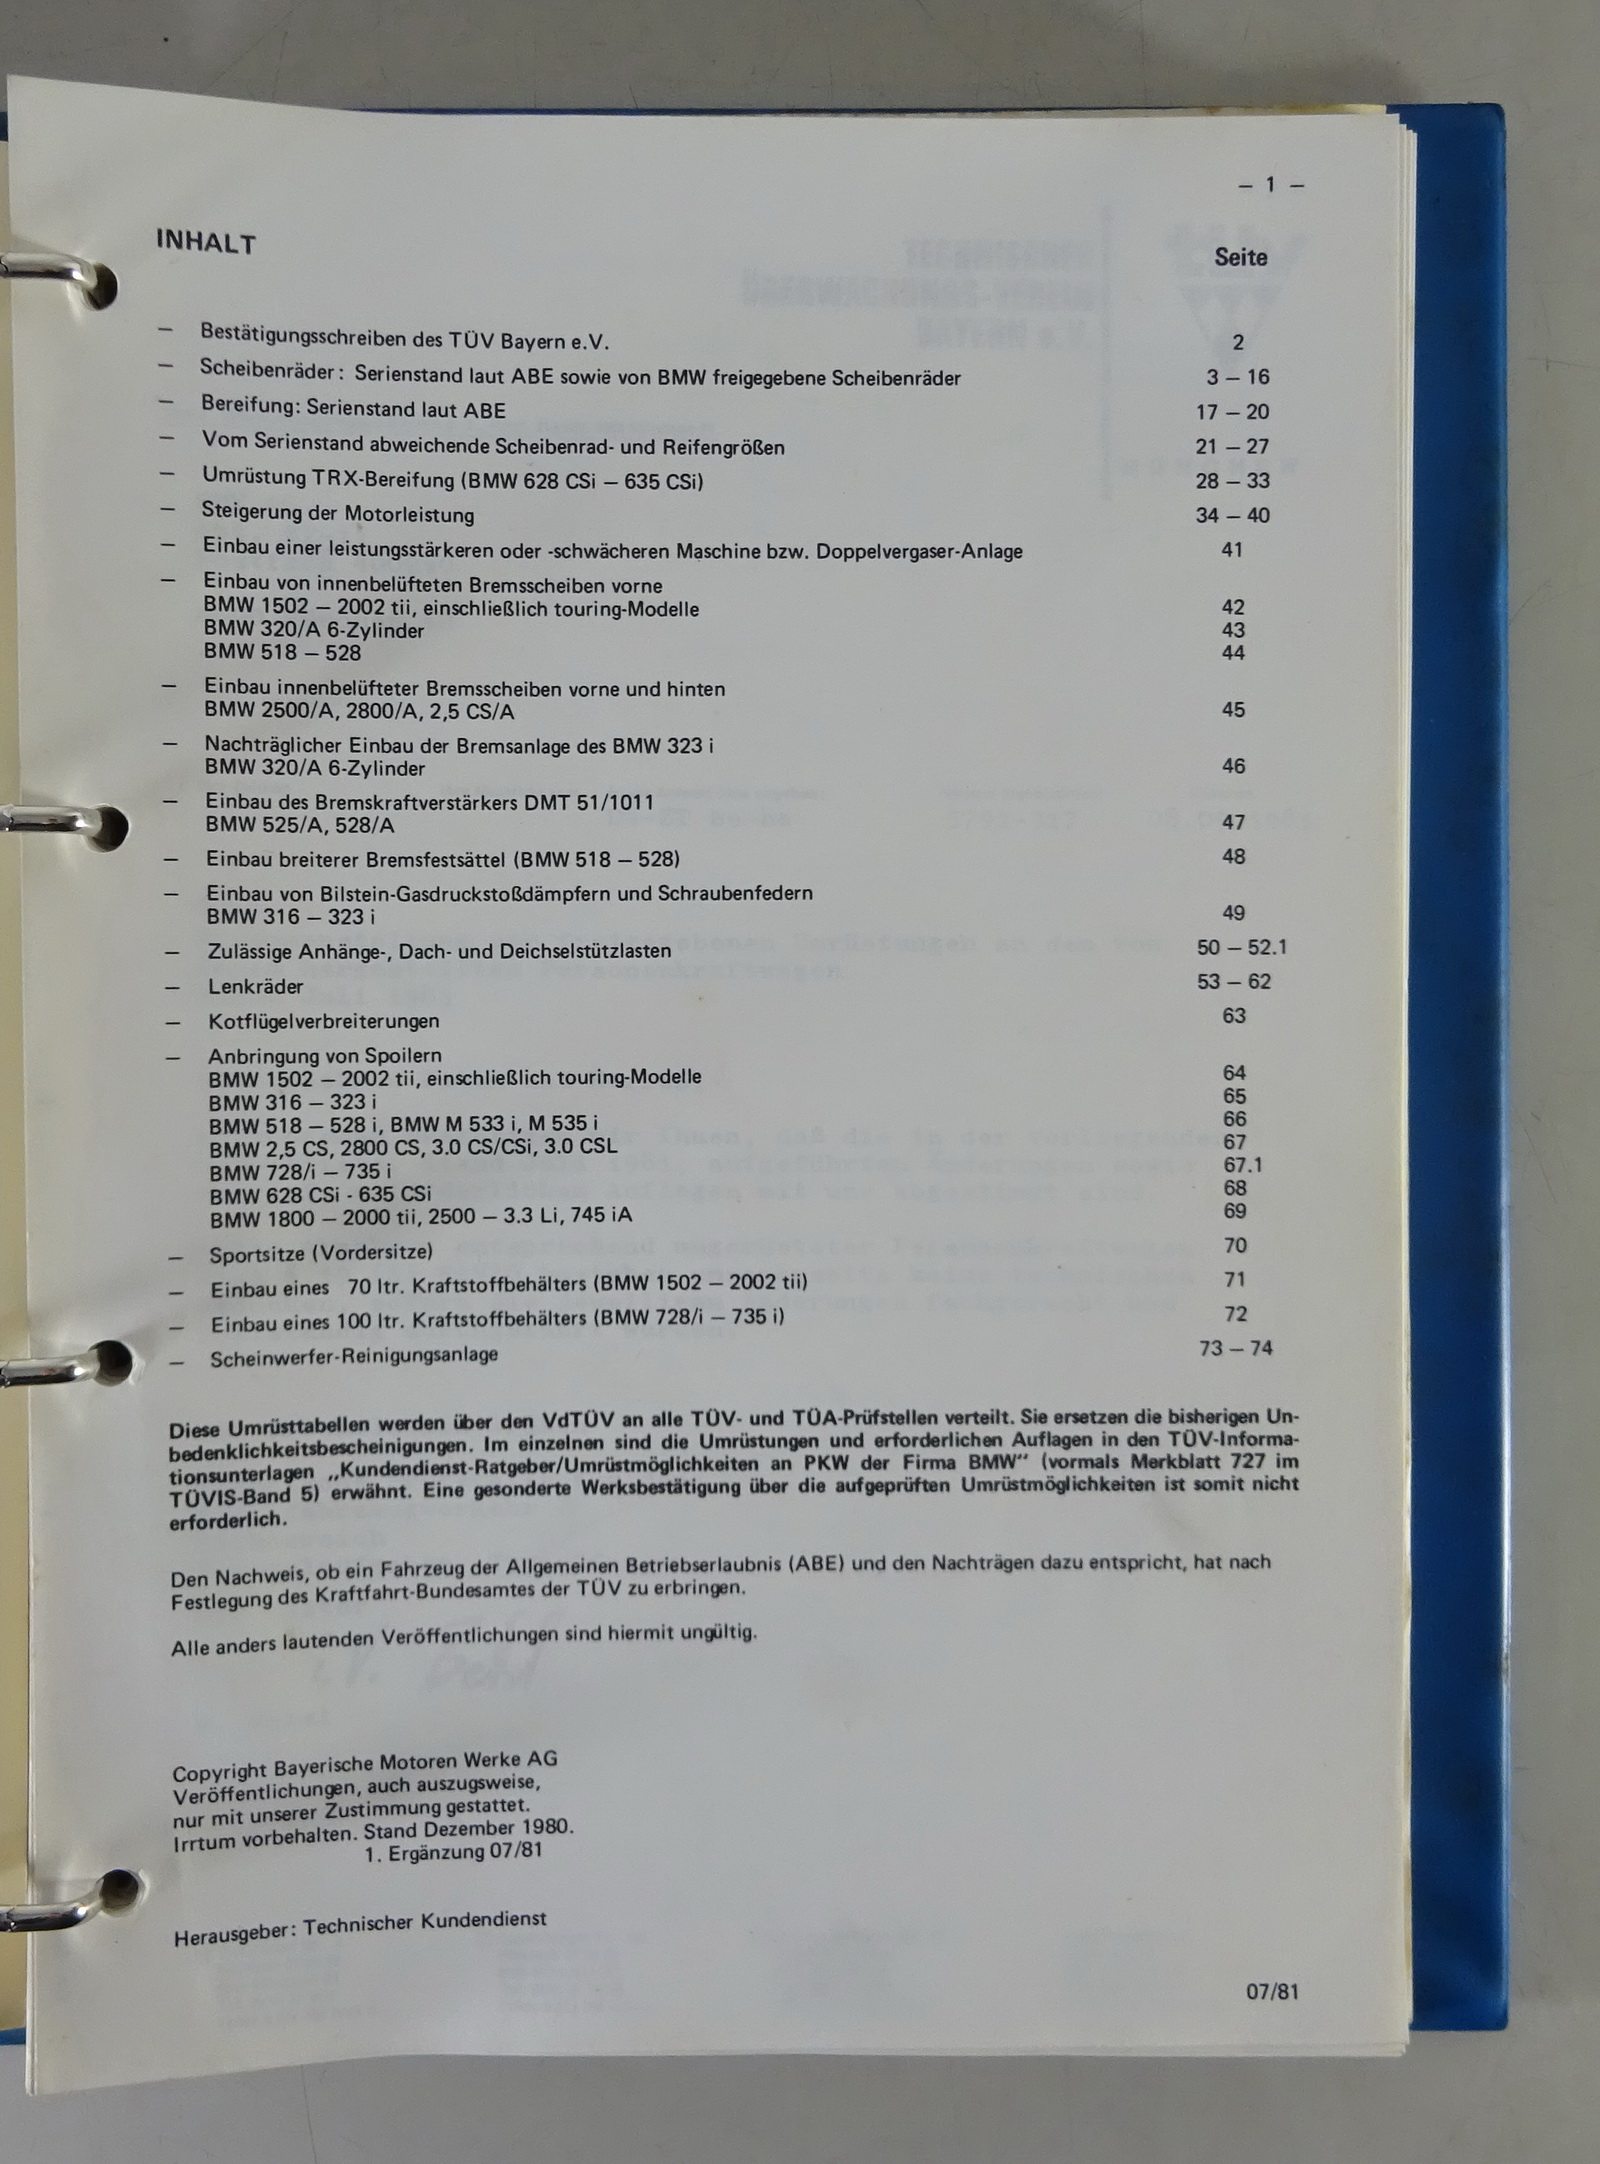 – 1 –
INHALT Seite
– Bestätigungsschreiben des TÜV Bayern e.V. 2
– Scheibenräder: Serienstand laut ABE sowie von BMW freigegebene Scheibenräder 3 – 16
– Bereifung: Serienstand laut ABE 17 – 20
– Vom Serienstand abweichende Scheibenrad- und Reifengrößen 21 – 27
– Umrüstung TRX-Bereifung (BMW 628 CSi – 635 CSi) 28 – 33
– Steigerung der Motorleistung 34 – 40
– Einbau einer leistungsstärkeren oder -schwächeren Maschine bzw. Doppelvergaser-Anlage 41
– Einbau von innenbelüfteten Bremsscheiben vorne
BMW 1502 – 2002 tii, einschließlich touring-Modelle 42
BMW 320/A 6-Zylinder 43
BMW 518 – 528 44
– Einbau innenbelüfteter Bremsscheiben vorne und hinten
BMW 2500/A, 2800/A, 2,5 CS/A 45
– Nachträglicher Einbau der Bremsanlage des BMW 323 i
BMW 320/A 6-Zylinder 46
– Einbau des Bremskraftverstärkers DMT 51/1011
BMW 525/A, 528/A 47
– Einbau breiterer Bremsfestsättel (BMW 518 – 528) 48
– Einbau von Bilstein-Gasdruckstoßdämpfern und Schraubenfedern
BMW 316 – 323 i 49
– Zulässige Anhänge-, Dach- und Deichselstützlasten 50 – 52.1
– Lenkräder 53 – 62
– Kotflügelverbreiterungen 63
– Anbringung von Spoilern
BMW 1502 – 2002 tii, einschließlich touring-Modelle 64
BMW 316 – 323 i 65
BMW 518 – 528 i, BMW M 533 i, M 535 i 66
BMW 2,5 CS, 2800 CS, 3.0 CS/CSi, 3.0 CSL 67
BMW 728/i – 735 i 67.1
BMW 628 CSi - 635 CSi 68
BMW 1800 – 2000 tii, 2500 – 3.3 Li, 745 iA 69
– Sportsitze (Vordersitze) 70
– Einbau eines 70 ltr. Kraftstoffbehälters (BMW 1502 – 2002 tii) 71
– Einbau eines 100 ltr. Kraftstoffbehälters (BMW 728/i – 735 i) 72
– Scheinwerfer-Reinigungsanlage 73 – 74
Diese Umrüsttabellen werden über den VdTÜV an alle TÜV- und TÜA-Prüfstellen verteilt. Sie ersetzen die bisherigen Un-
bedenklichkeitsbescheinigungen. Im einzelnen sind die Umrüstungen und erforderlichen Auflagen in den TÜV-Informa-
tionsunterlagen „Kundendienst-Ratgeber/Umrüstmöglichkeiten an PKW der Firma BMW“ (vormals Merkblatt 727 im
TÜVIS-Band 5) erwähnt. Eine gesonderte Werksbestätigung über die aufgeprüften Umrüstmöglichkeiten ist somit nicht
erforderlich.
Den Nachweis, ob ein Fahrzeug der Allgemeinen Betriebserlaubnis (ABE) und den Nachträgen dazu entspricht, hat nach
Festlegung des Kraftfahrt-Bundesamtes der TÜV zu erbringen.
Alle anders lautenden Veröffentlichungen sind hiermit ungültig.
Copyright Bayerische Motoren Werke AG
Veröffentlichungen, auch auszugsweise,
nur mit unserer Zustimmung gestattet.
Irrtum vorbehalten. Stand Dezember 1980.
1. Ergänzung 07/81
Herausgeber: Technischer Kundendienst
07/81